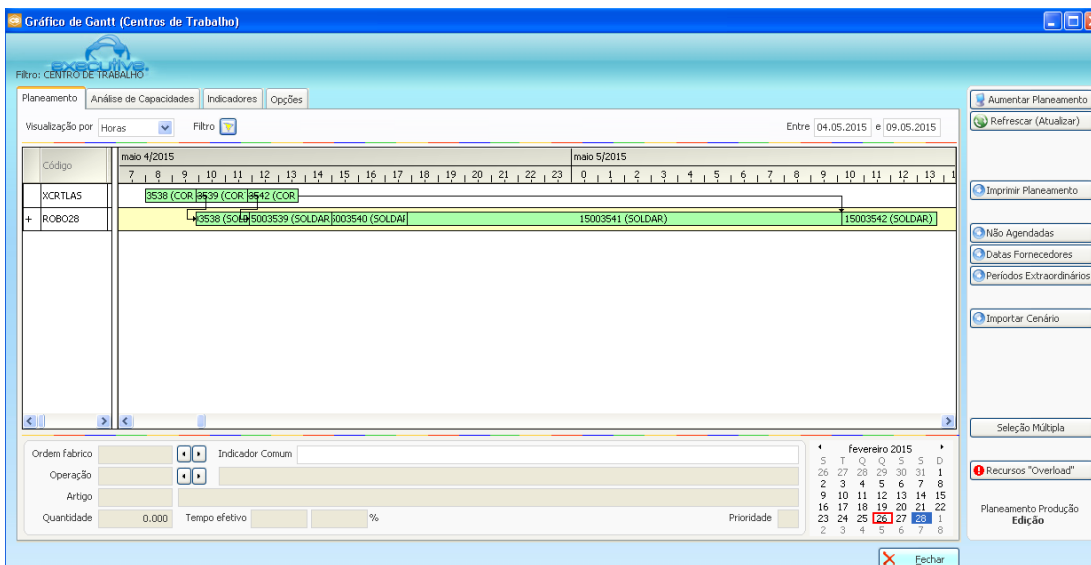 Gráfico de Gantt (Centros de Trabalho)
executive
Filtro: CENTRO DE TRABALHO
Planeamento Análise de Capacidades Indicadores Opções
Visualização por Horas Filtro Entre 04.05.2015 e 09.05.2015
Código maio 4/2015 maio 5/2015
7 8 9 10 11 12 13 14 15 16 17 18 19 20 21 22 23 0 1 2 3 4 5 6 7 8 9 10 11 12 13 1
XCRTLAS 3538 (COR 3539 (COR 3542 (COR
+ ROBO28 3538 (SOLD 5003539 (SOLDAR 5003540 (SOLDAR 15003541 (SOLDAR) 15003542 (SOLDAR)
Aumentar Planeamento
Refrescar (Atualizar)
Imprimir Planeamento
Não Agendadas
Datas Fornecedores
Períodos Extraordinários
Importar Cenário
Seleção Múltipla
Recursos "Overload"
Planeamento Produção
Edição
Ordem fabrico Indicador Comum
Operação
Artigo
Quantidade 0.000 Tempo efetivo % Prioridade
fevereiro 2015
S T Q Q S S D
26 27 28 29 30 31 1
2 3 4 5 6 7 8
9 10 11 12 13 14 15
16 17 18 19 20 21 22
23 24 25 26 27 28 1
2 3 4 5 6 7 8
Fechar